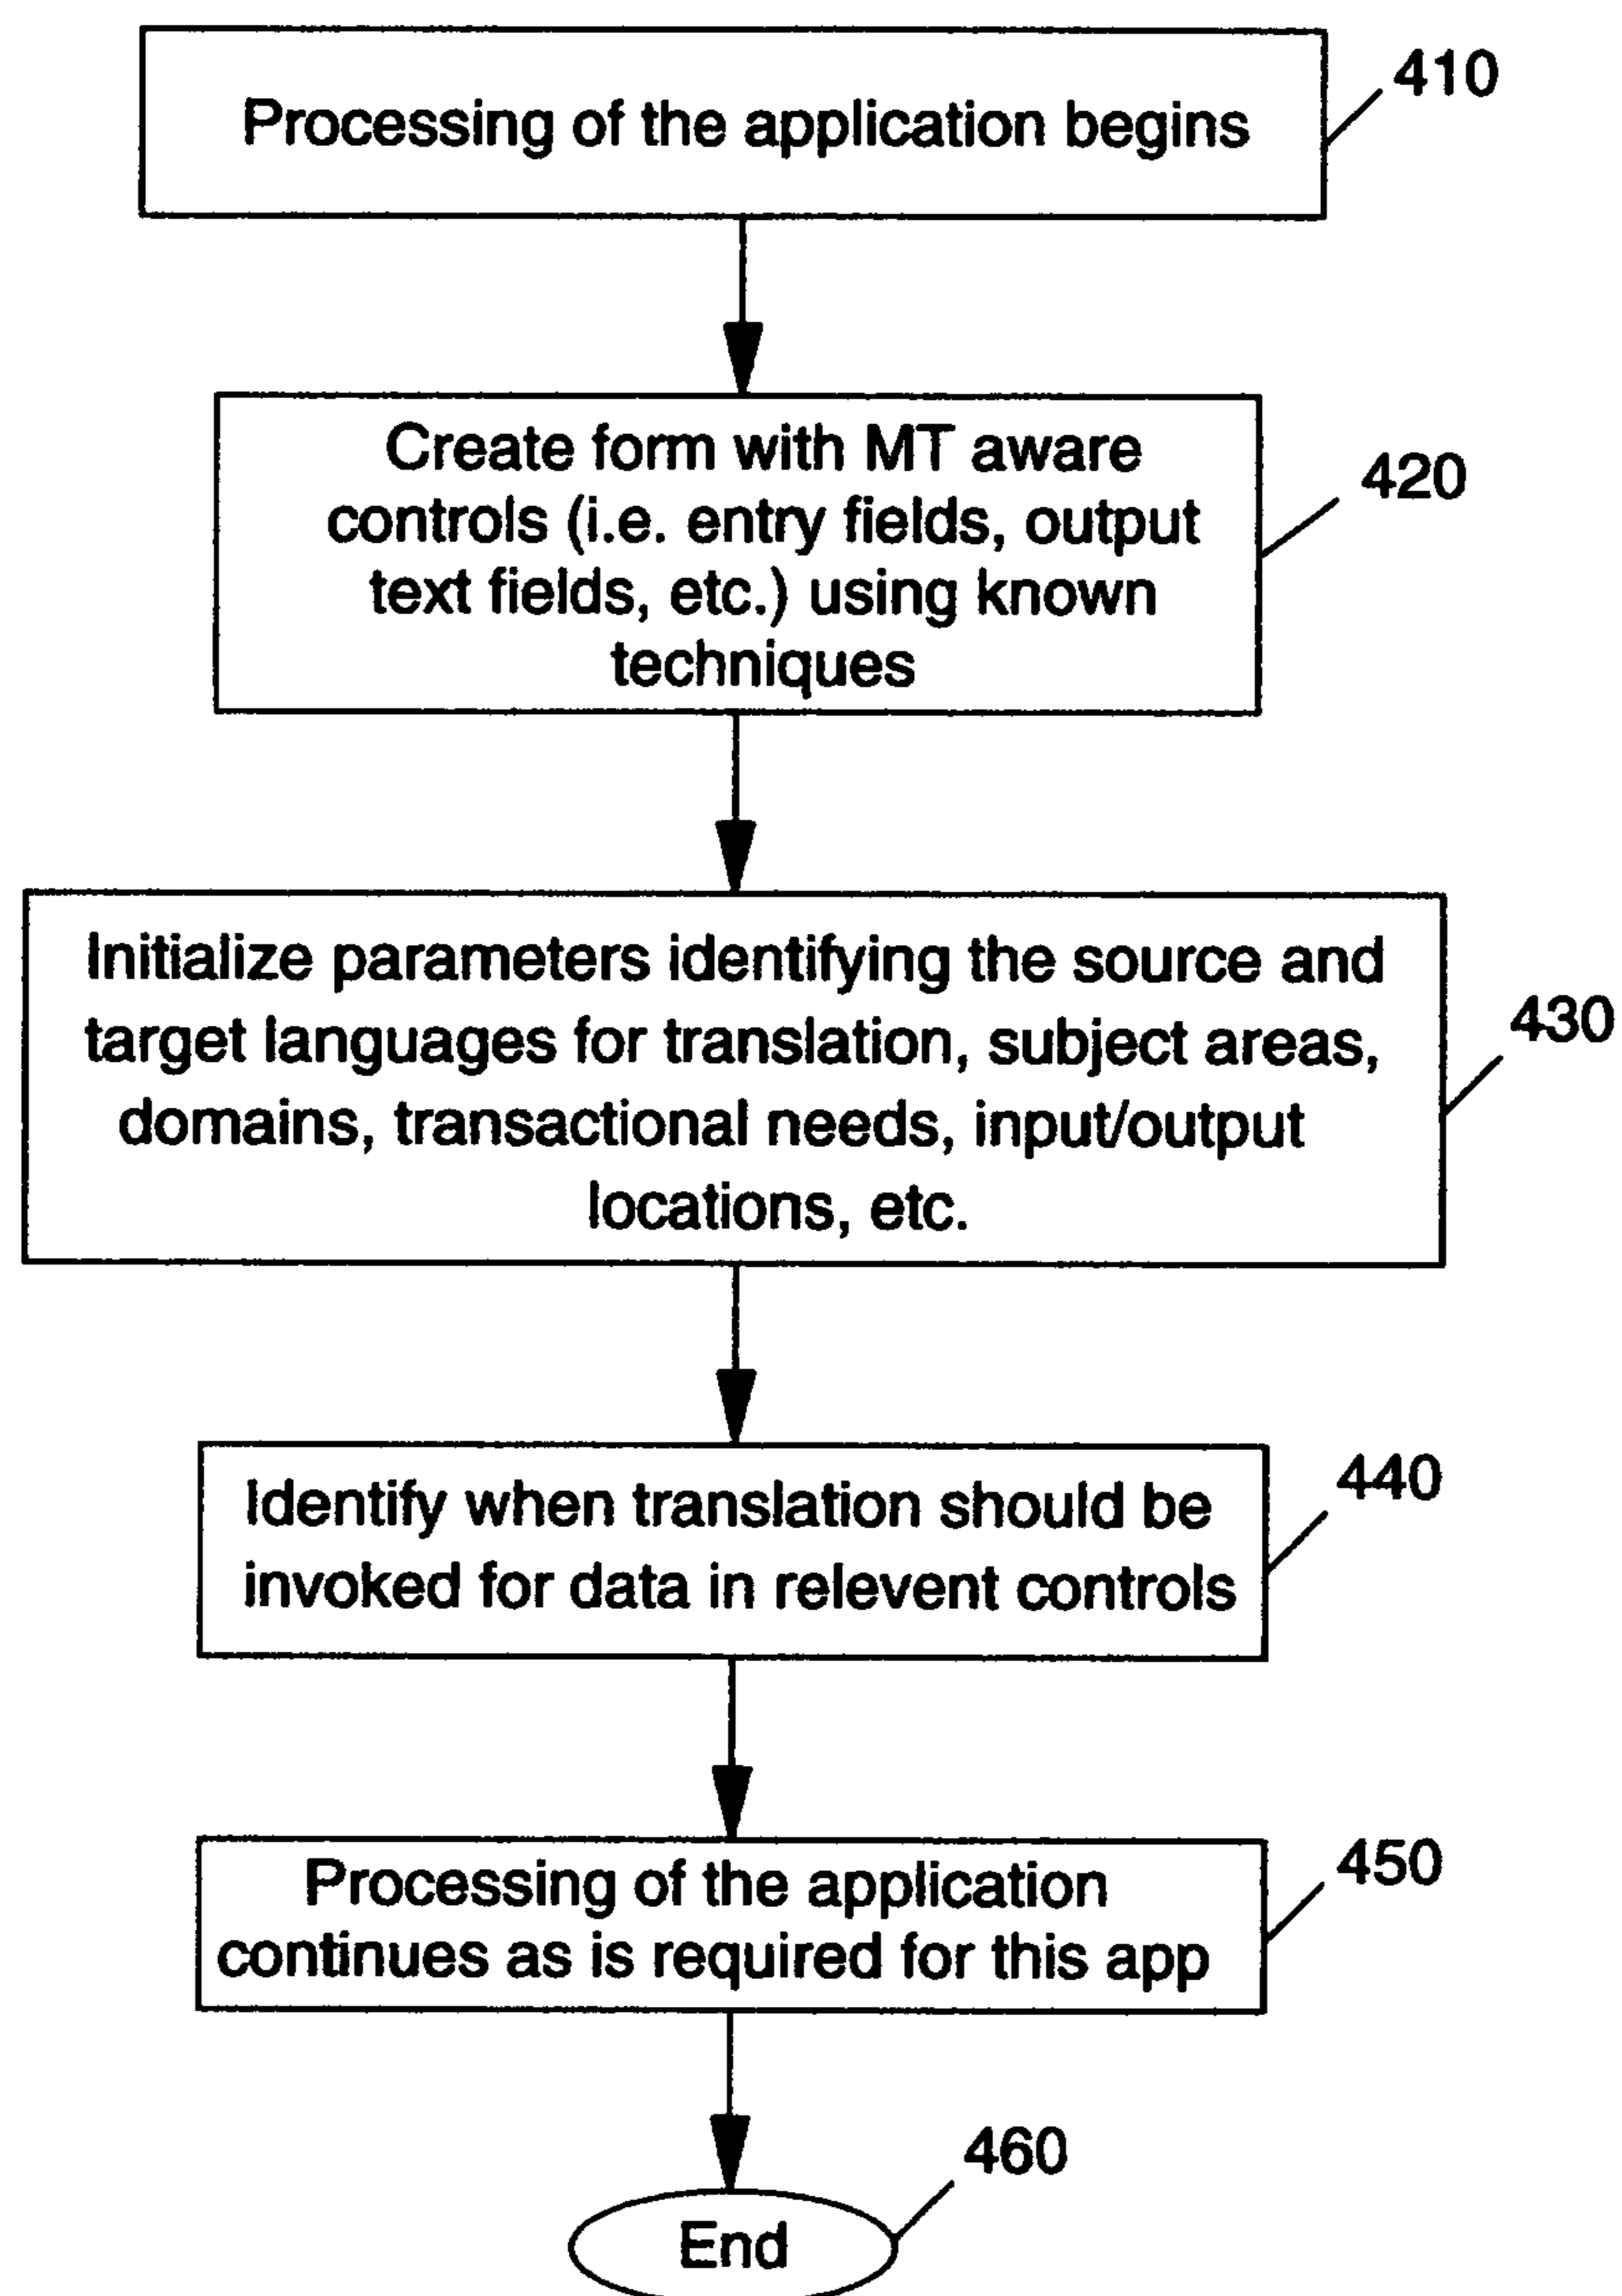 Processing of the application begins
410
Create form with MT aware
controls (i.e. entry fields, output
text fields, etc.) using known
techniques
420
Initialize parameters identifying the source and
target languages for translation, subject areas,
domains, transactional needs, input/output
locations, etc.
430
Identify when translation should be
invoked for data in relevent controls
440
Processing of the application
continues as is required for this app
450
End
460